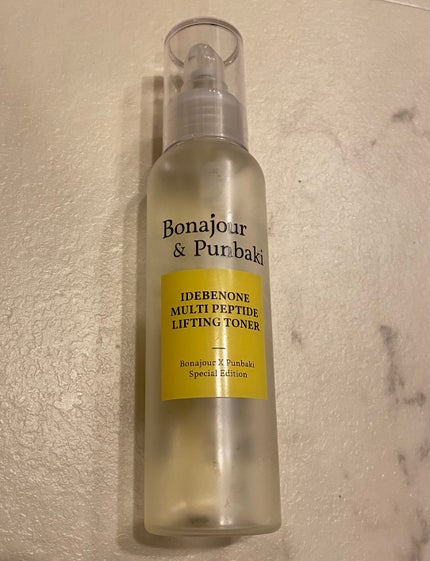 Bonajour
& Punbaki
IDEBENONE
MULTI PEPTIDE
LIFTING TONER
Bonajour X Punbaki
Special Edition